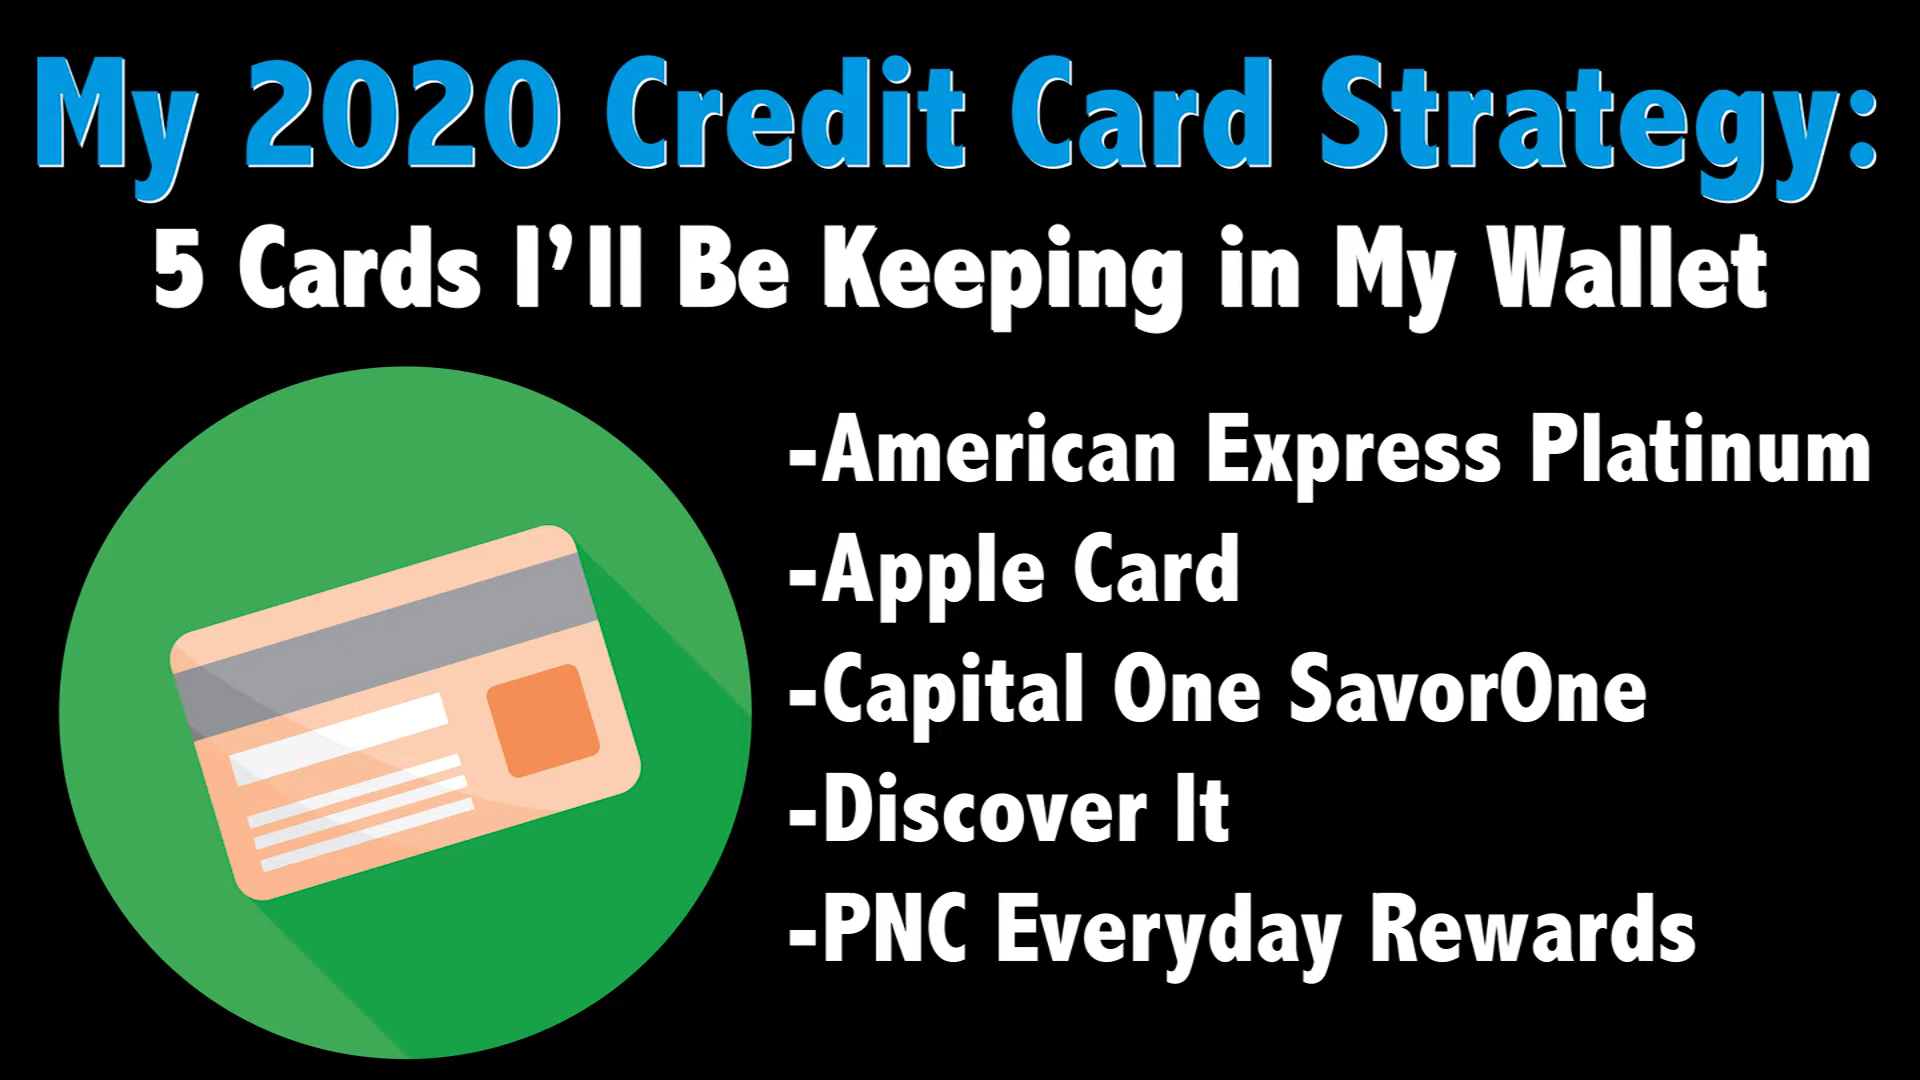 My 2020 Credit Card Strategy:
5 Cards I’ll Be Keeping in My Wallet
-American Express Platinum
-Apple Card
-Capital One SavorOne
-Discover It
-PNC Everyday Rewards